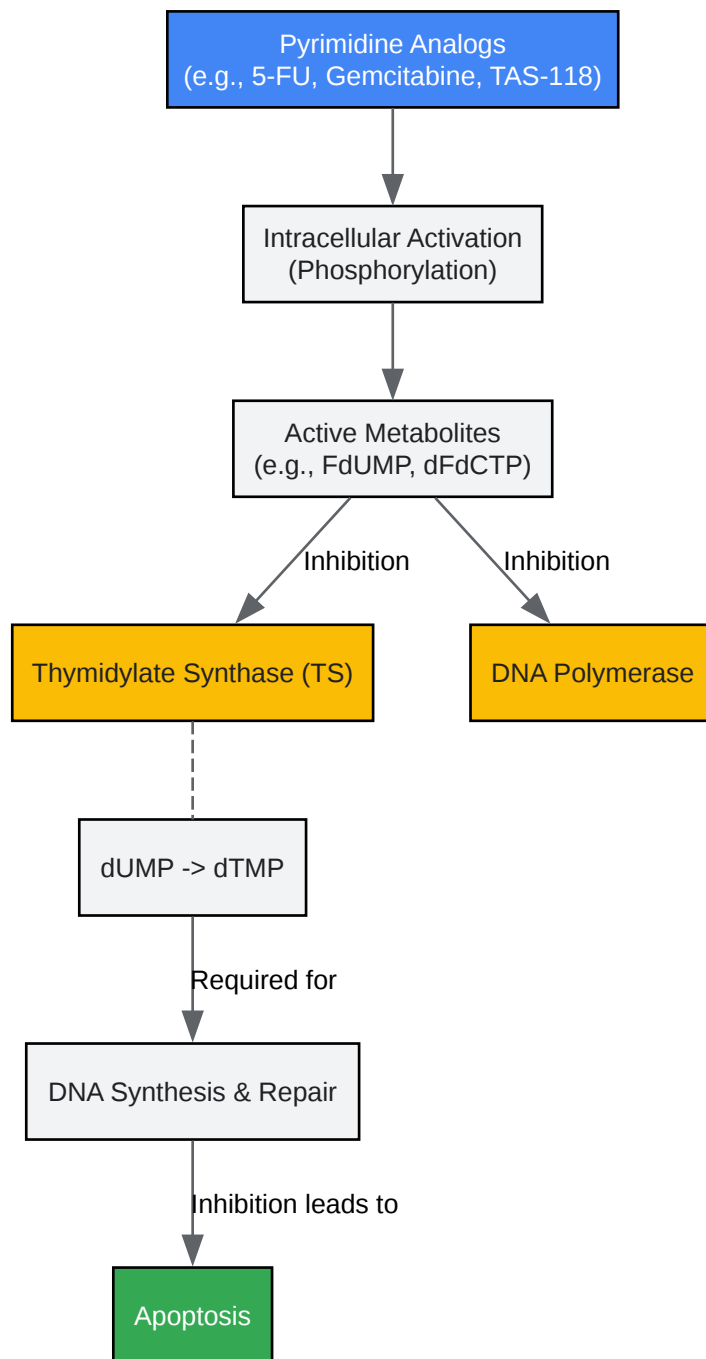 Pyrimidine Analogs
(e.g., 5-FU, Gemcitabine, TAS-118)
Intracellular Activation
(Phosphorylation)
Active Metabolites
(e.g., FdUMP, dFdCTP)
Inhibition
Inhibition
Thymidylate Synthase (TS)
DNA Polymerase
dUMP -> dTMP
Required for
DNA Synthesis & Repair
Inhibition leads to
Apoptosis